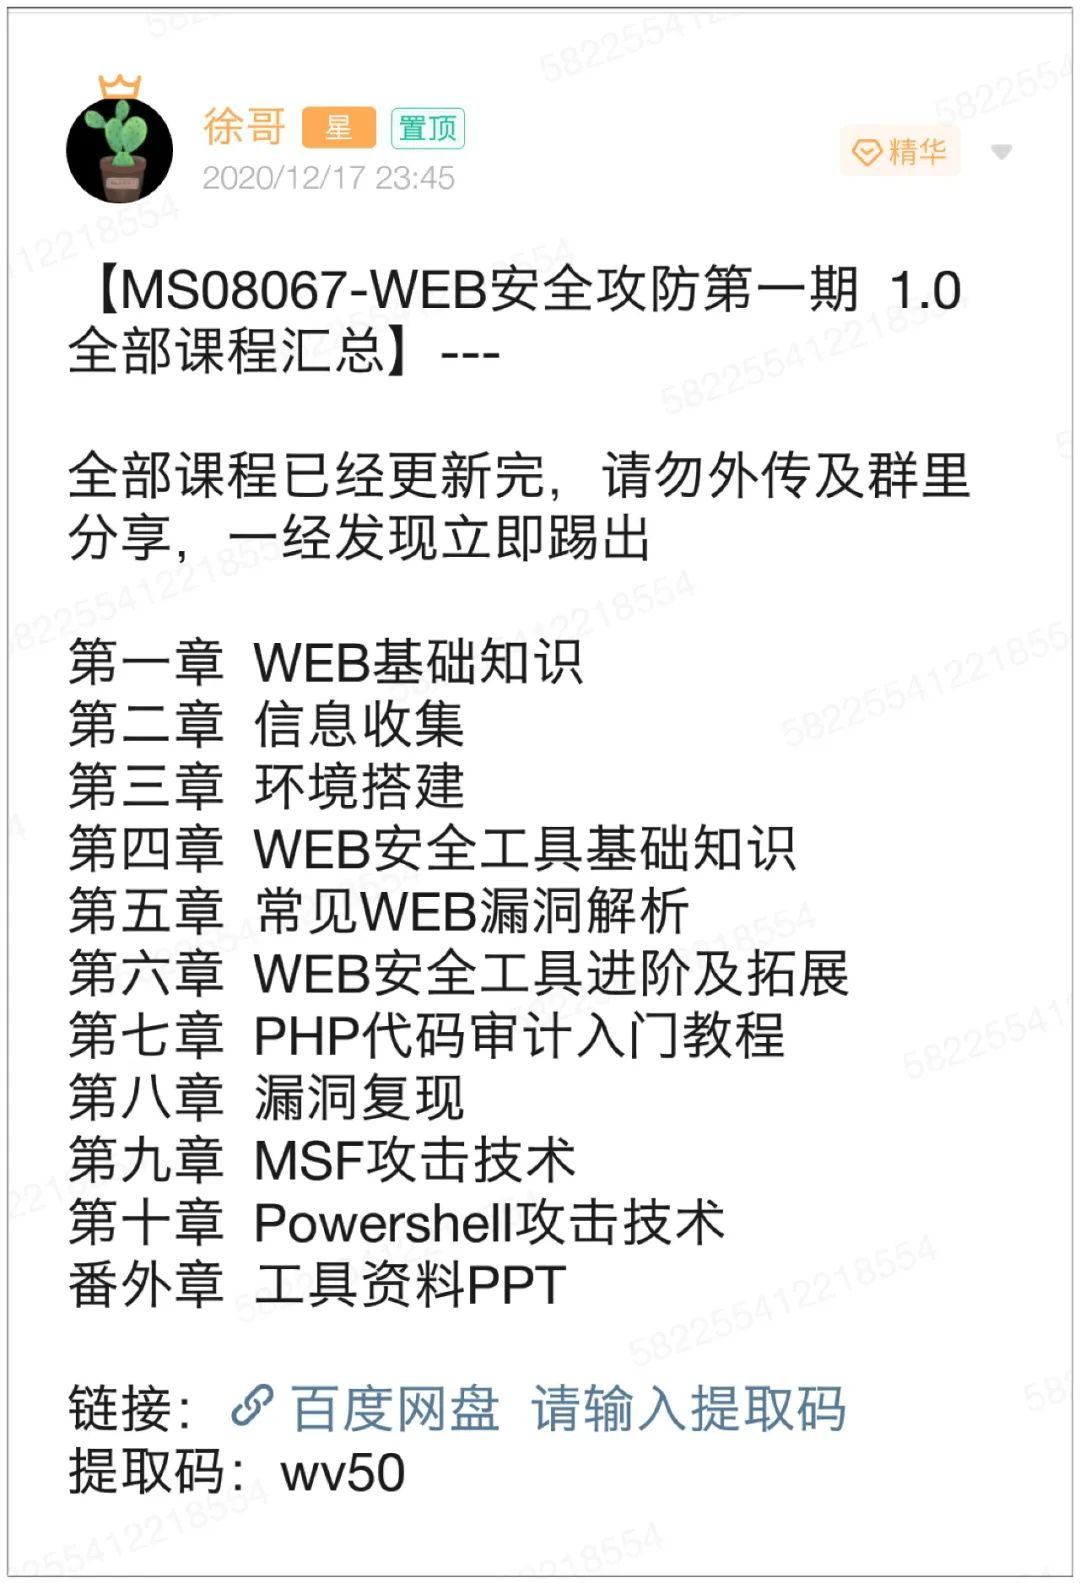 徐哥 星 置顶
精华
2020/12/17 23:45
【MS08067-WEB安全攻防第一期 1.0
全部课程汇总】---
全部课程已经更新完，请勿外传及群里
分享，一经发现立即踢出
第一章 WEB基础知识
第二章 信息收集
第三章 环境搭建
第四章 WEB安全工具基础知识
第五章 常见WEB漏洞解析
第六章 WEB安全工具进阶及拓展
第七章 PHP代码审计入门教程
第八章 漏洞复现
第九章 MSF攻击技术
第十章 Powershell攻击技术
番外章 工具资料PPT
链接：百度网盘 请输入提取码
提取码：wv50
582255412218554